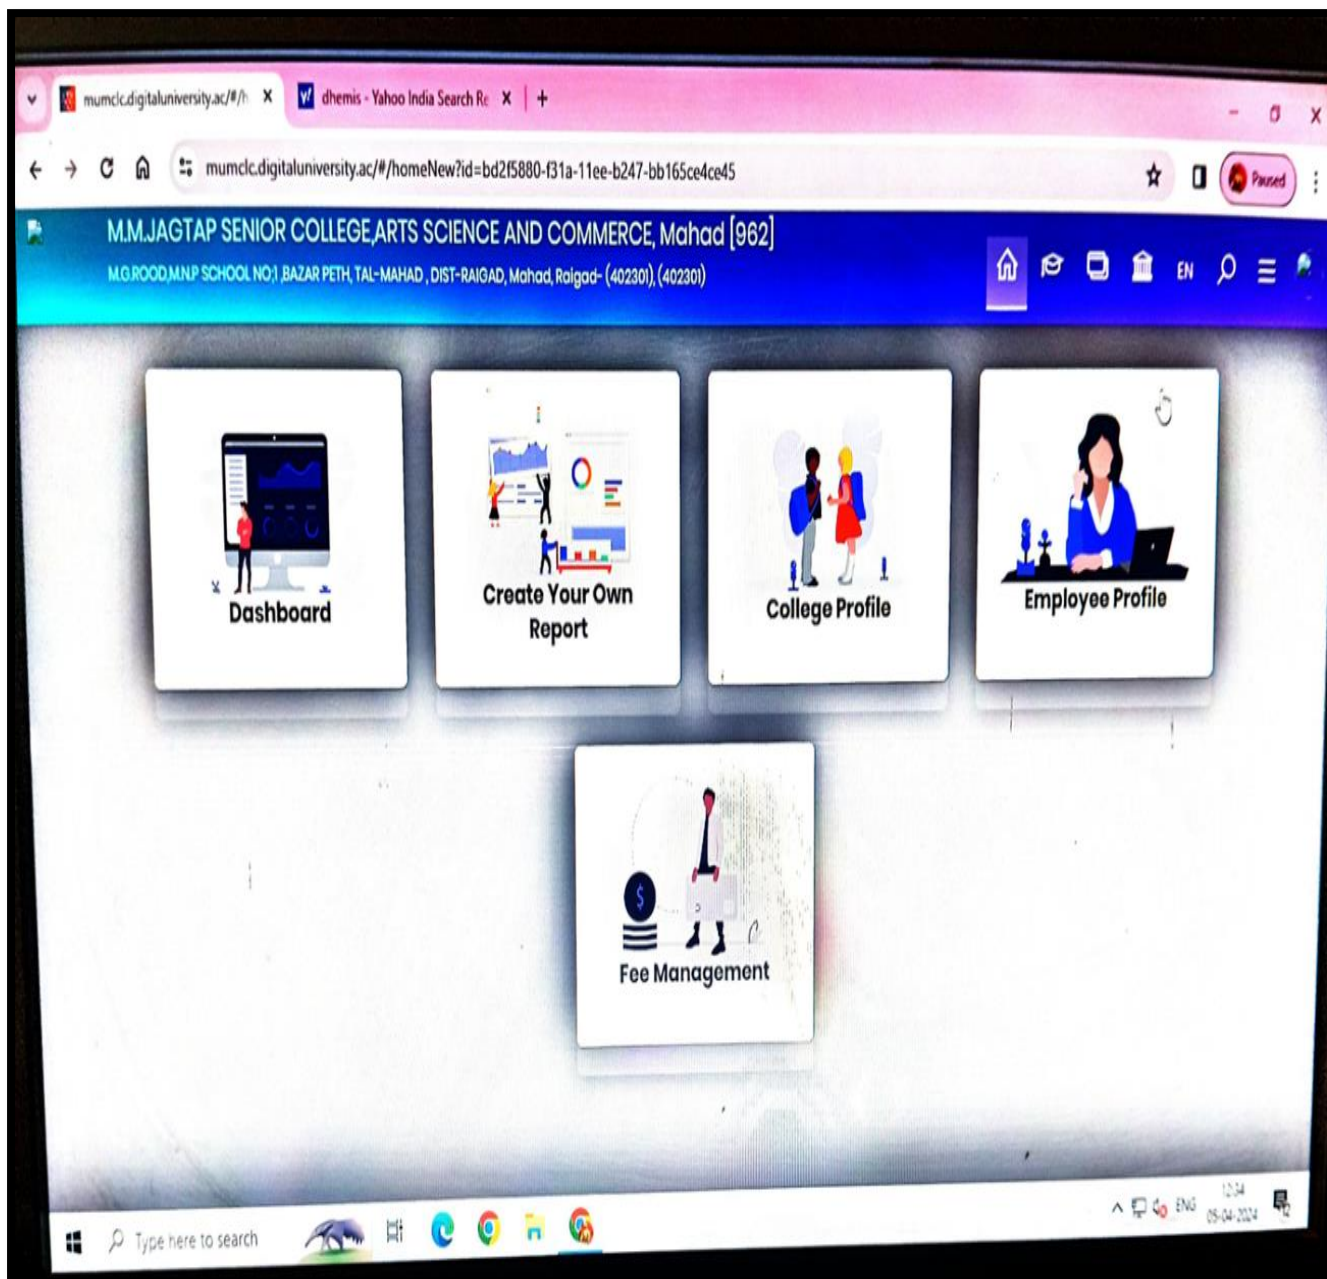 mumclc.digitaluniversity.ac/#/h
dhemis - Yahoo India Search Re
mumclc.digitaluniversity.ac/#/homeNew?id=bd2f5880-f31a-11ee-b247-bb165ce4ce45
Paused
M.M.JAGTAP SENIOR COLLEGE,ARTS SCIENCE AND COMMERCE, Mahad [962]
M.G.ROOD,M.N.P SCHOOL NO;1 ,BAZAR PETH, TAL-MAHAD , DIST-RAIGAD, Mahad, Raigad- (402301), (402301)
EN
Dashboard
Create Your Own
Report
College Profile
Employee Profile
$
Fee Management
Type here to search
ENG
12:34
05-04-2024